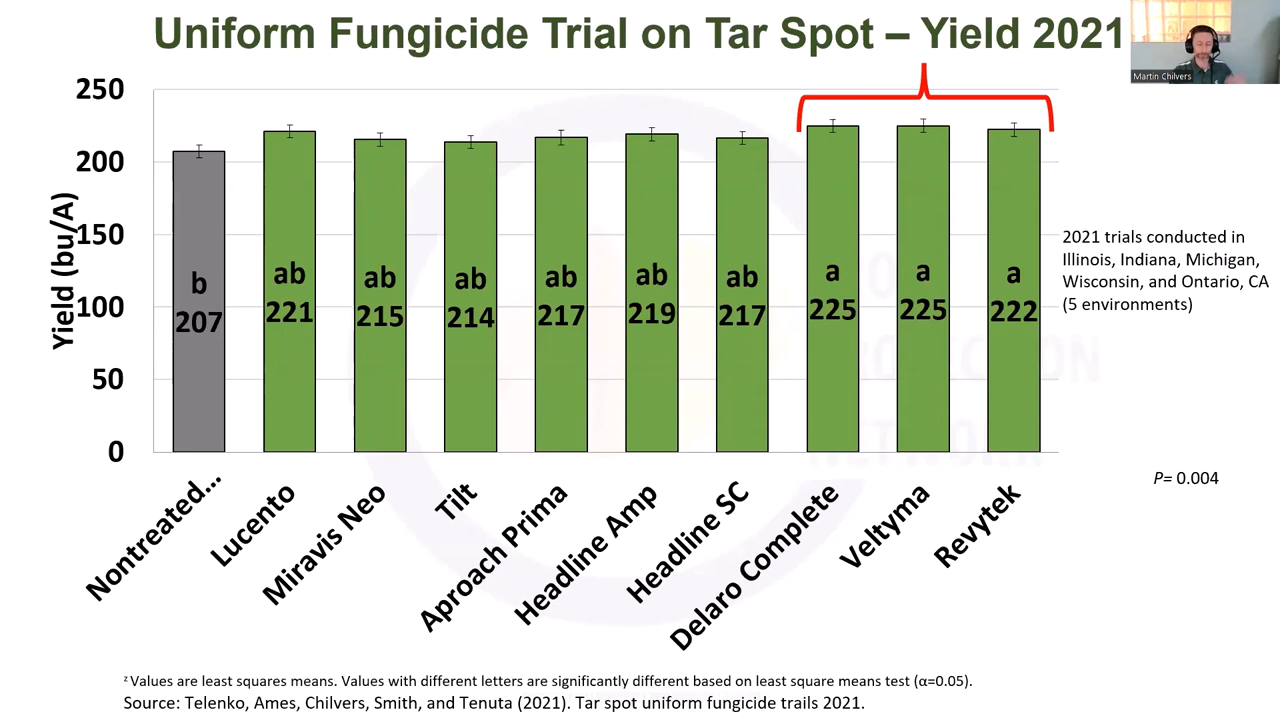 Uniform Fungicide Trial on Tar Spot – Yield 2021
Martin Chilvers
Yield (bu/A)
250
200
150
100
50
0
b
207
ab
221
ab
215
ab
214
ab
217
ab
219
ab
217
a
225
a
225
a
222
Nontreated...
Lucento
Miravis Neo
Tilt
Aproach Prima
Headline Amp
Headline SC
Delaro Complete
Veltyma
Revytek
2021 trials conducted in
Illinois, Indiana, Michigan,
Wisconsin, and Ontario, CA
(5 environments)
P= 0.004
z Values are least squares means. Values with different letters are significantly different based on least square means test (α=0.05).
Source: Telenko, Ames, Chilvers, Smith, and Tenuta (2021). Tar spot uniform fungicide trails 2021.